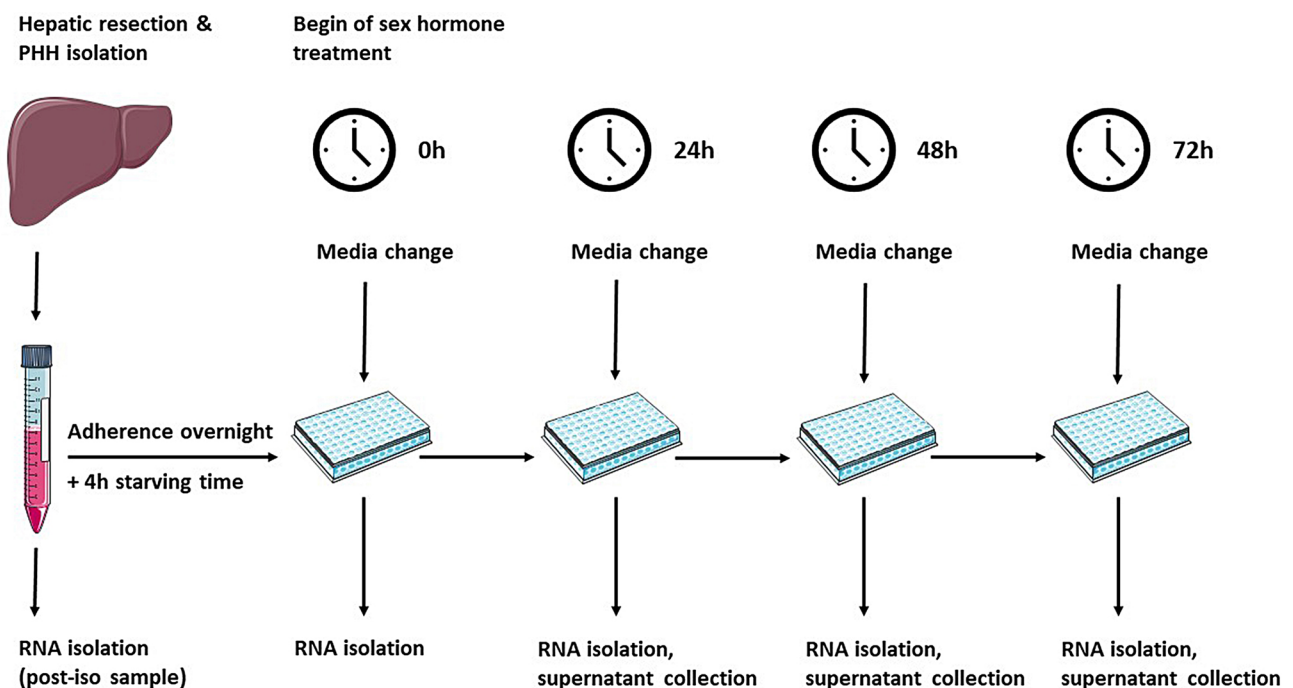 Hepatic resection &
PHH isolation
Begin of sex hormone
treatment
0h
24h
48h
72h
Media change
Media change
Media change
Media change
Adherence overnight
+ 4h starving time
RNA isolation
(post-iso sample)
RNA isolation
RNA isolation,
supernatant collection
RNA isolation,
supernatant collection
RNA isolation,
supernatant collection